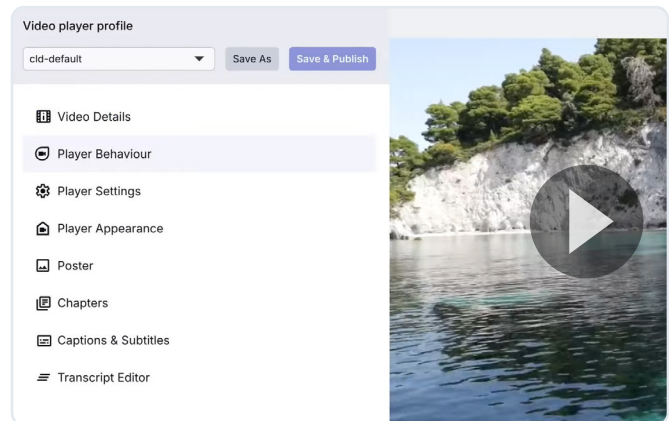 Video player profile
cld-default
Save As
Save & Publish
Video Details
Player Behaviour
Player Settings
Player Appearance
Poster
Chapters
Captions & Subtitles
Transcript Editor